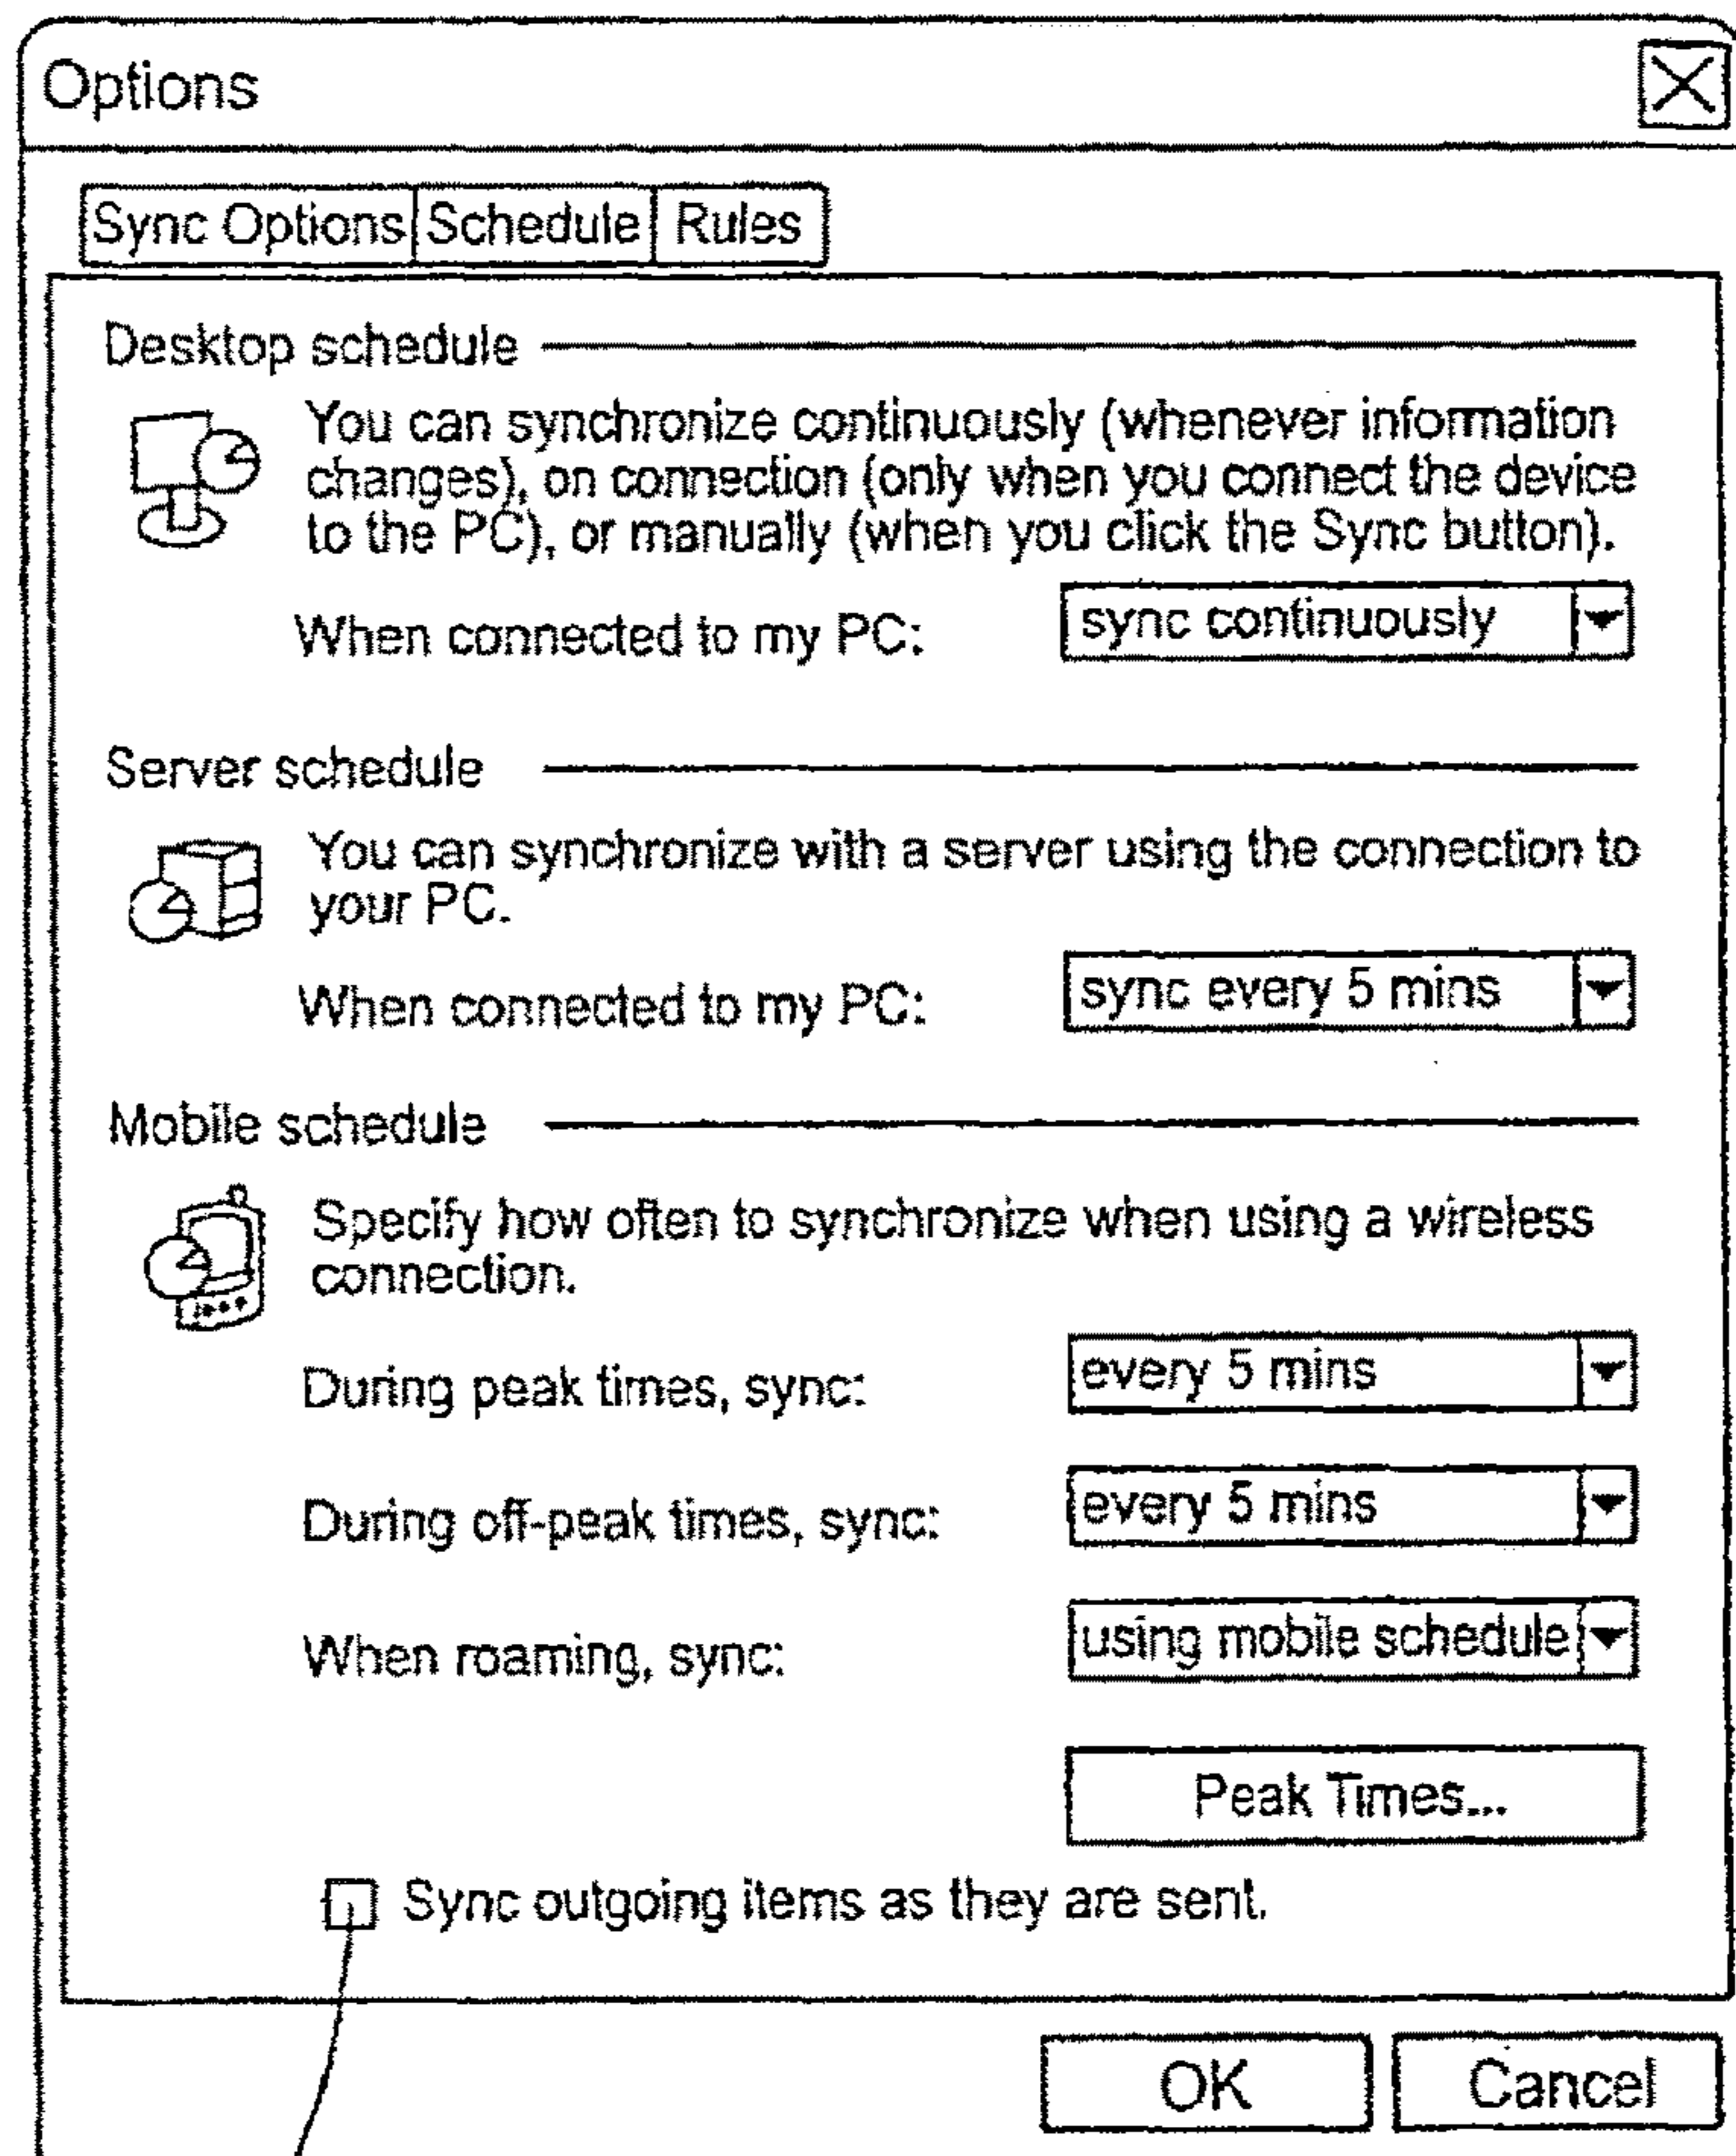 Options
Sync Options Schedule Rules
Desktop schedule
You can synchronize continuously (whenever information
changes), on connection (only when you connect the device
to the PC), or manually (when you click the Sync button).
When connected to my PC: sync continuously
Server schedule
You can synchronize with a server using the connection to
your PC.
When connected to my PC: sync every 5 mins
Mobile schedule
Specify how often to synchronize when using a wireless
connection.
During peak times, sync: every 5 mins
During off-peak times, sync: every 5 mins
When roaming, sync: using mobile schedule
Peak Times...
Sync outgoing items as they are sent.
OK Cancel